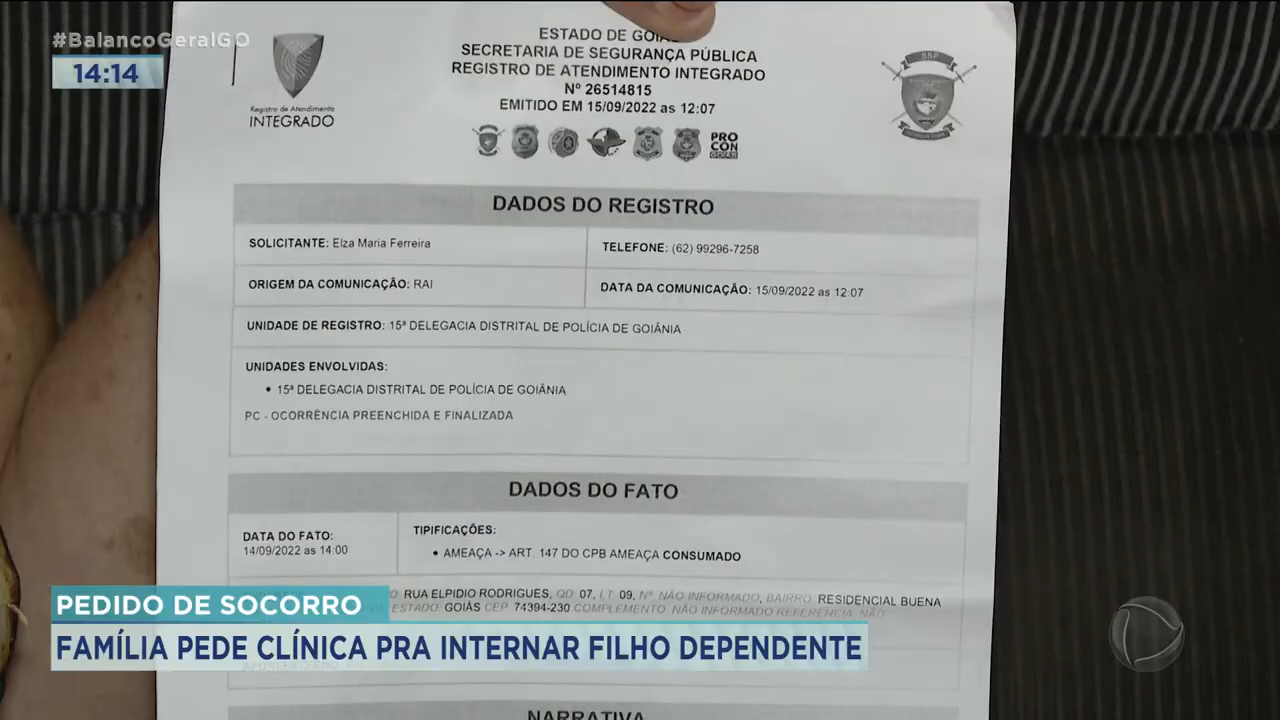 #BalancoGeralGO
14:14
Registro de Atendimento
INTEGRADO
ESTADO DE GOIÁS
SECRETARIA DE SEGURANÇA PÚBLICA
REGISTRO DE ATENDIMENTO INTEGRADO
Nº 26514815
EMITIDO EM 15/09/2022 as 12:07
SSP
PRO
CON
GOIÁS
DADOS DO REGISTRO
SOLICITANTE: Elza Maria Ferreira
TELEFONE: (62) 99296-7258
ORIGEM DA COMUNICAÇÃO: RAI
DATA DA COMUNICAÇÃO: 15/09/2022 as 12:07
UNIDADE DE REGISTRO: 15ª DELEGACIA DISTRITAL DE POLÍCIA DE GOIÂNIA
UNIDADES ENVOLVIDAS:
• 15ª DELEGACIA DISTRITAL DE POLÍCIA DE GOIÂNIA
PC - OCORRÊNCIA PREENCHIDA E FINALIZADA
DADOS DO FATO
DATA DO FATO:
14/09/2022 as 14:00
TIPIFICAÇÕES:
• AMEAÇA -> ART. 147 DO CPB AMEAÇA CONSUMADO
RUA ELPIDIO RODRIGUES, QD 07, LT 09, Nº NÃO INFORMADO, BAIRRO: RESIDENCIAL BUENA
ESTADO: GOIÁS CEP 74394-230 COMPLEMENTO: NÃO INFORMADO REFERÊNCIA: NÃO
PEDIDO DE SOCORRO
FAMÍLIA PEDE CLÍNICA PRA INTERNAR FILHO DEPENDENTE
NARRATIVA